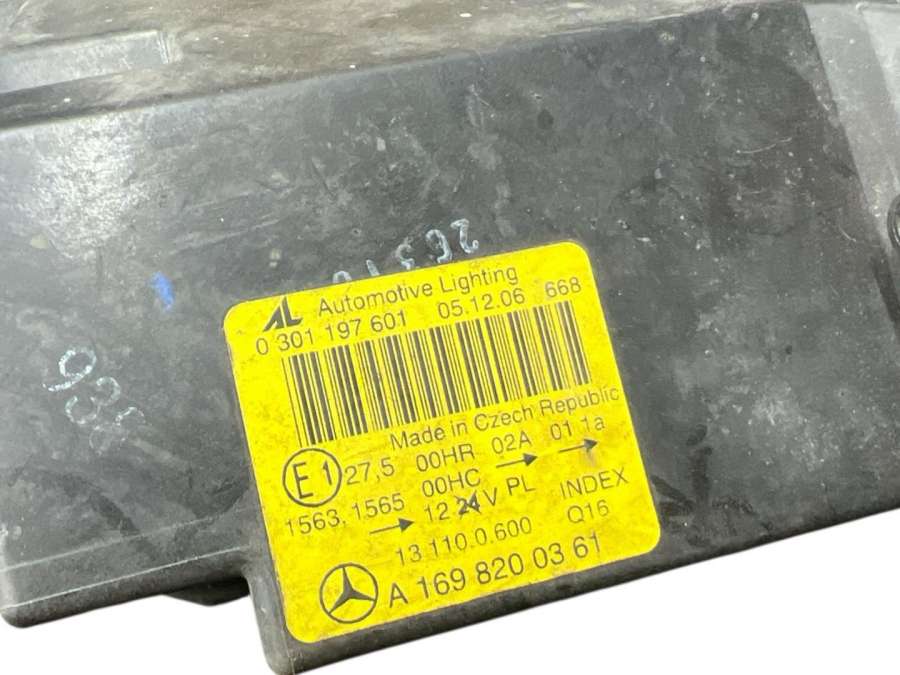 AL Automotive Lighting
0 301 197 601 05.12.06 668
Made in Czech Republic
E1 27,5 00HR 02A 01 1a
1563, 1565 00HC → →
→ 12 24 V PL INDEX
13.110.0.600 Q16
A 169 820 03 61